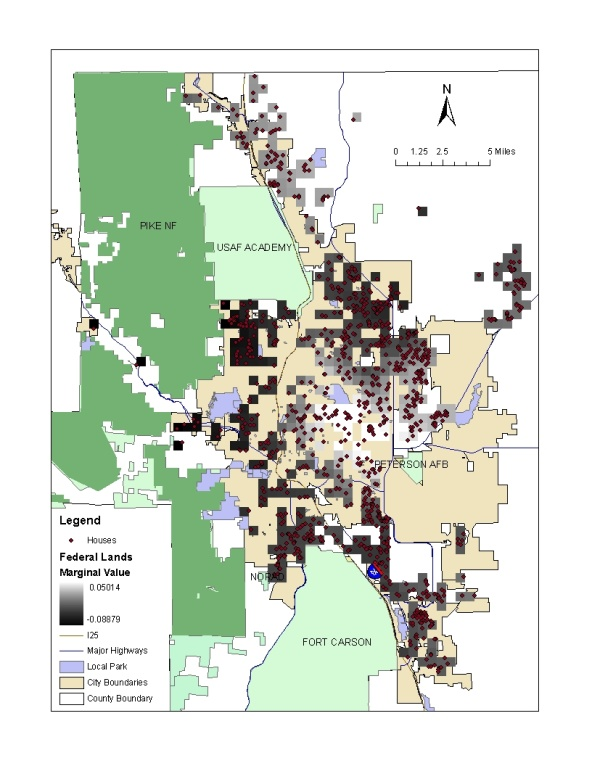 N
0 1.25 2.5 5 Miles
PIKE NF
USAF ACADEMY
PETERSON AFB
NORAD
FORT CARSON
Legend
Houses
Federal Lands
Marginal Value
0.05014
-0.08879
I25
Major Highways
Local Park
City Boundaries
County Boundary